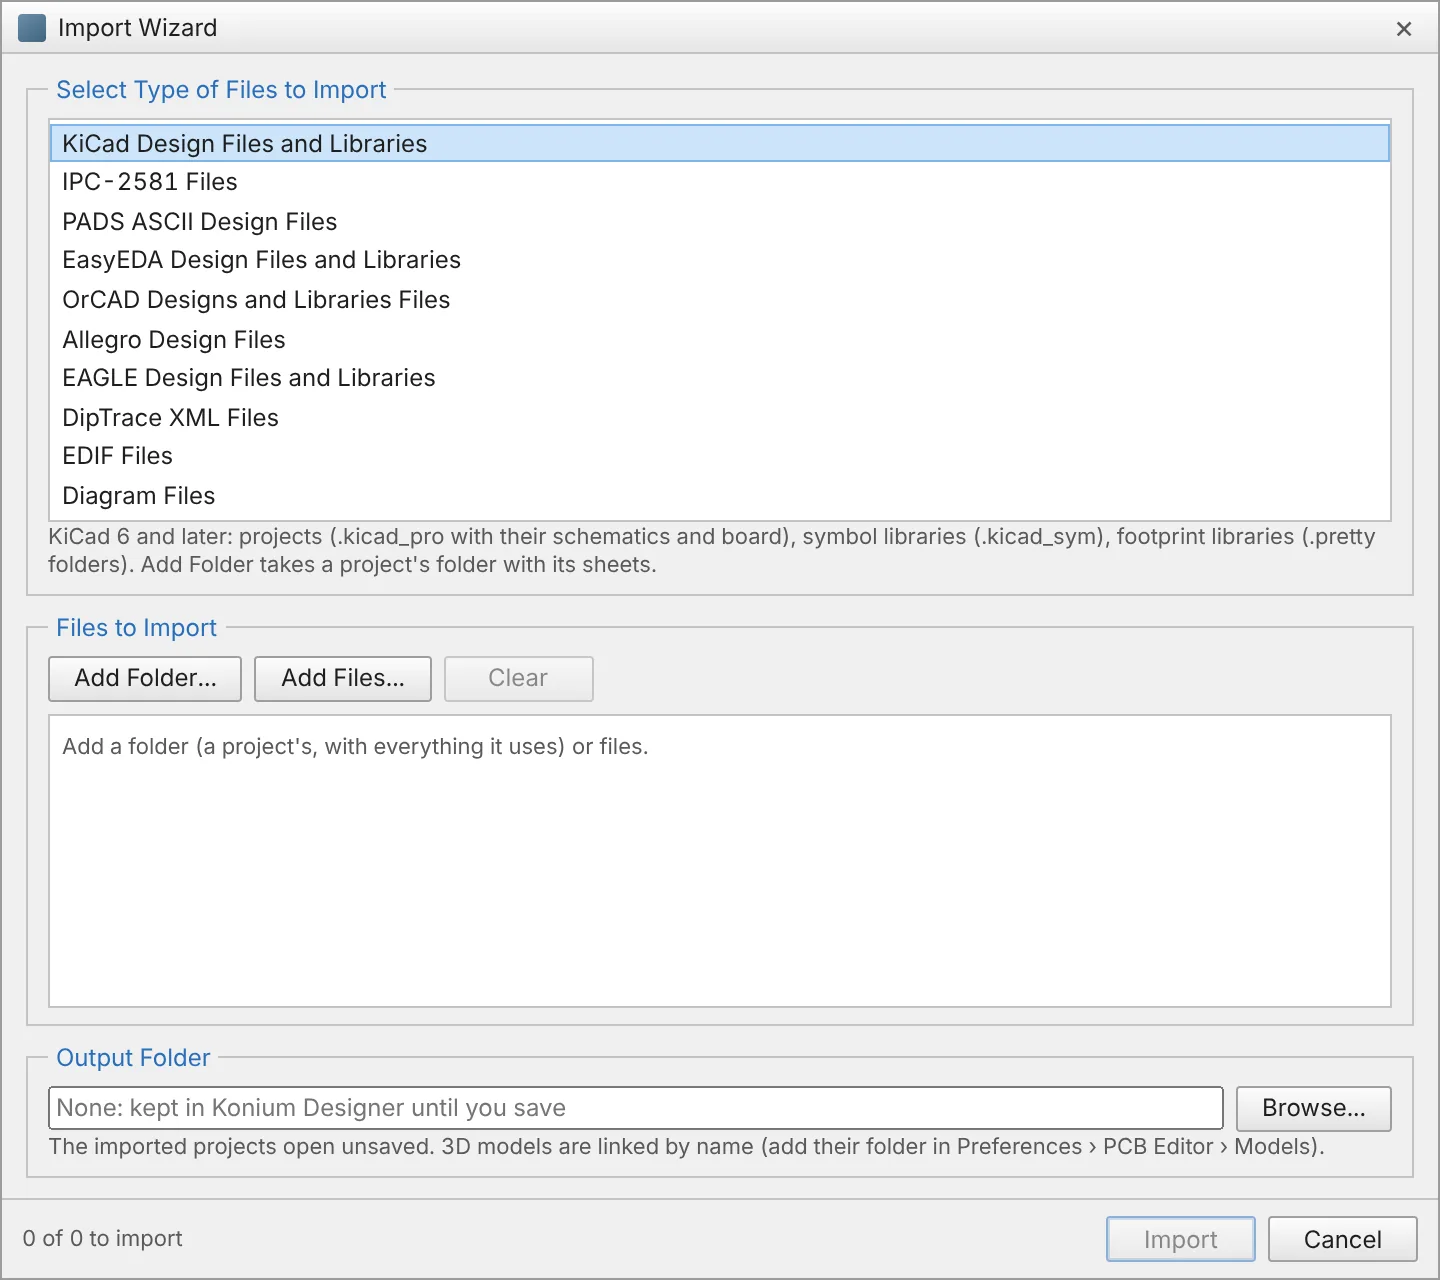 Import Wizard
Select Type of Files to Import
KiCad Design Files and Libraries
IPC-2581 Files
PADS ASCII Design Files
EasyEDA Design Files and Libraries
OrCAD Designs and Libraries Files
Allegro Design Files
EAGLE Design Files and Libraries
DipTrace XML Files
EDIF Files
Diagram Files
KiCad 6 and later: projects (.kicad_pro with their schematics and board), symbol libraries (.kicad_sym), footprint libraries (.pretty
folders). Add Folder takes a project's folder with its sheets.
Files to Import
Add Folder... Add Files... Clear
Add a folder (a project's, with everything it uses) or files.
Output Folder
None: kept in Konium Designer until you save Browse...
The imported projects open unsaved. 3D models are linked by name (add their folder in Preferences › PCB Editor › Models).
0 of 0 to import Import Cancel